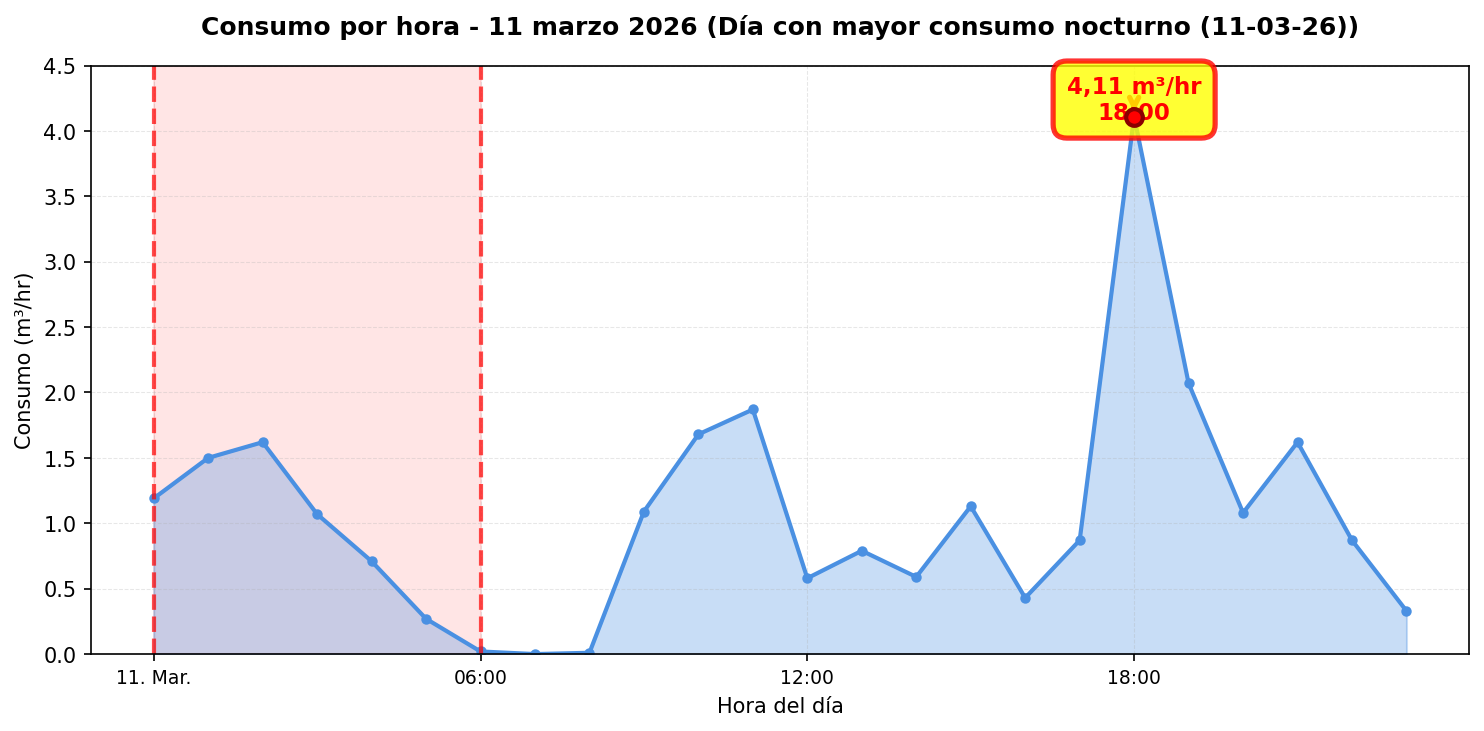 Consumo por hora - 11 marzo 2026 (Día con mayor consumo nocturno (11-03-26))
4,11 m³/hr
18:00
Consumo (m³/hr)
4.5
4.0
3.5
3.0
2.5
2.0
1.5
1.0
0.5
0.0
11. Mar.
06:00
12:00
18:00
Hora del día